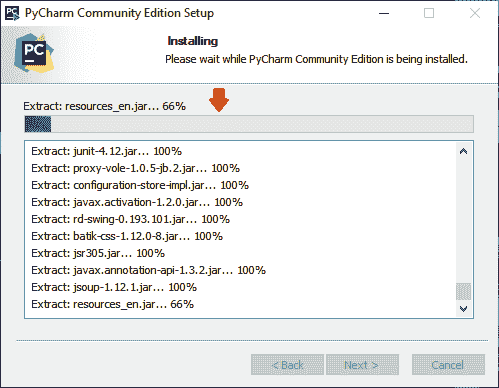 PyCharm Community Edition Setup
PC
Installing
Please wait while PyCharm Community Edition is being installed.
Extract: resources_en.jar... 66%
Extract: junit-4.12.jar... 100%
Extract: proxy-vole-1.0.5-jb.2.jar... 100%
Extract: configuration-store-impl.jar... 100%
Extract: javax.activation-1.2.0.jar... 100%
Extract: rd-swing-0.193.101.jar... 100%
Extract: batik-css-1.12.0-8.jar... 100%
Extract: jsr305.jar... 100%
Extract: javax.annotation-api-1.3.2.jar... 100%
Extract: jsoup-1.12.1.jar... 100%
Extract: resources_en.jar... 66%
< Back Next > Cancel